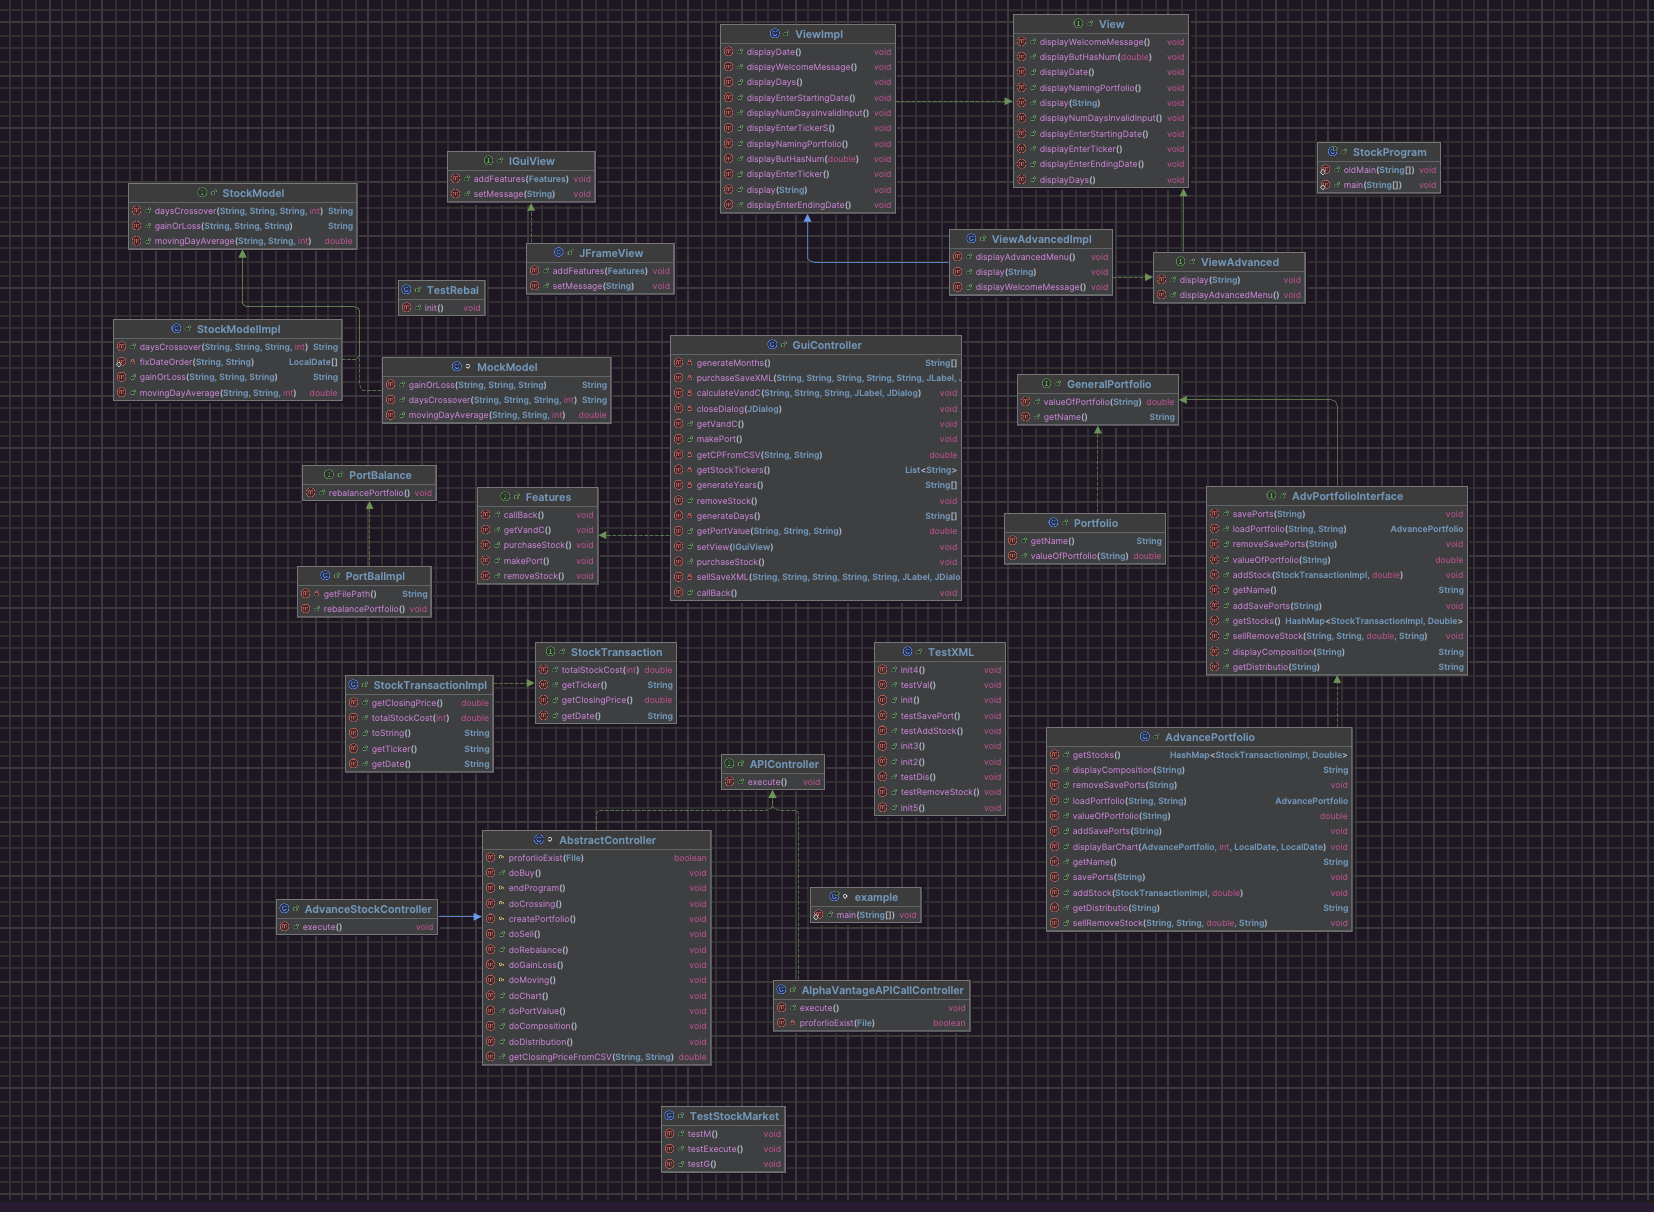 ViewImpl
displayDate() void
displayWelcomeMessage() void
displayDays() void
displayEnterStartingDate() void
displayNumDaysInvalidInput() void
displayEnterTickerS() void
displayNamingPortfolio() void
displayButHasNum(double) void
displayEnterTicker() void
display(String) void
displayEnterEndingDate() void
View
displayWelcomeMessage() void
displayButHasNum(double) void
displayDate() void
displayNamingPortfolio() void
display(String) void
displayNumDaysInvalidInput() void
displayEnterStartingDate() void
displayEnterTicker() void
displayEnterEndingDate() void
displayDays() void
StockProgram
oldMain(String[]) void
main(String[]) void
IGuiView
addFeatures(Features) void
setMessage(String) void
StockModel
daysCrossover(String, String, String, int) String
gainOrLoss(String, String, String) String
movingDayAverage(String, String, int) double
JFrameView
addFeatures(Features) void
setMessage(String) void
ViewAdvancedImpl
displayAdvancedMenu() void
display(String) void
displayWelcomeMessage() void
ViewAdvanced
display(String) void
displayAdvancedMenu() void
TestRebal
init() void
StockModelImpl
daysCrossover(String, String, String, int) String
fixDateOrder(String, String) LocalDate[]
gainOrLoss(String, String, String) String
movingDayAverage(String, String, int) double
MockModel
gainOrLoss(String, String, String) String
daysCrossover(String, String, String, int) String
movingDayAverage(String, String, int) double
GuiController
generateMonths() String[]
purchaseSaveXML(String, String, String, String, String, JLabel, J
calculateVandC(String, String, String, JLabel, JDialog) void
closeDialog(JDialog) void
getVandC() void
makePort() void
getCPFromCSV(String, String) double
getStockTickers() List<String>
generateYears() String[]
removeStock() void
generateDays() String[]
getPortValue(String, String, String) double
setView(IGuiView) void
purchaseStock() void
sellSaveXML(String, String, String, String, String, JLabel, JDialo
callBack() void
GeneralPortfolio
valueOfPortfolio(String) double
getName() String
PortBalance
rebalancePortfolio() void
Features
callBack() void
getVandC() void
purchaseStock() void
makePort() void
removeStock() void
Portfolio
getName() String
valueOfPortfolio(String) double
AdvPortfolioInterface
savePorts(String) void
loadPortfolio(String, String) AdvancePortfolio
removeSavePorts(String) void
valueOfPortfolio(String) double
addStock(StockTransactionImpl, double) void
getName() String
addSavePorts(String) void
getStocks() HashMap<StockTransactionImpl, Double>
sellRemoveStock(String, String, double, String) void
displayComposition(String) String
getDistributio(String) String
PortBalImpl
getFilePath() String
rebalancePortfolio() void
StockTransaction
totalStockCost(int) double
getTicker() String
getClosingPrice() double
getDate() String
StockTransactionImpl
getClosingPrice() double
totalStockCost(int) double
toString() String
getTicker() String
getDate() String
TestXML
init4() void
testVal() void
init() void
testSavePort() void
testAddStock() void
init3() void
init2() void
testDis() void
testRemoveStock() void
init5() void
AdvancePortfolio
getStocks() HashMap<StockTransactionImpl, Double>
displayComposition(String) String
removeSavePorts(String) void
loadPortfolio(String, String) AdvancePortfolio
valueOfPortfolio(String) double
addSavePorts(String) void
displayBarChart(AdvancePortfolio, int, LocalDate, LocalDate) void
getName() String
savePorts(String) void
addStock(StockTransactionImpl, double) void
getDistributio(String) String
sellRemoveStock(String, String, double, String) void
APIController
execute() void
AbstractController
proforlioExist(File) boolean
doBuy() void
endProgram() void
doCrossing() void
createPortfolio() void
doSell() void
doRebalance() void
doGainLoss() void
doMoving() void
doChart() void
doPortValue() void
doComposition() void
doDistribution() void
getClosingPriceFromCSV(String, String) double
AdvanceStockController
execute() void
example
main(String[]) void
AlphaVantageAPICallController
execute() void
proforlioExist(File) boolean
TestStockMarket
testM() void
testExecute() void
testG() void